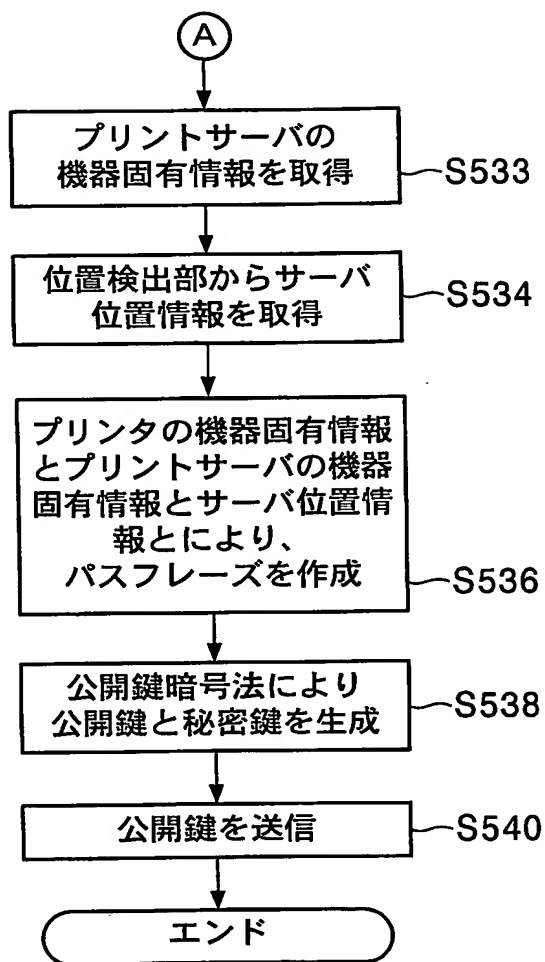 A
プリントサーバの
機器固有情報を取得
S533
位置検出部からサーバ
位置情報を取得
S534
プリンタの機器固有情報
とプリントサーバの機器
固有情報とサーバ位置情
報とにより、
パスフレーズを作成
S536
公開鍵暗号法により
公開鍵と秘密鍵を生成
S538
公開鍵を送信
S540
エンド